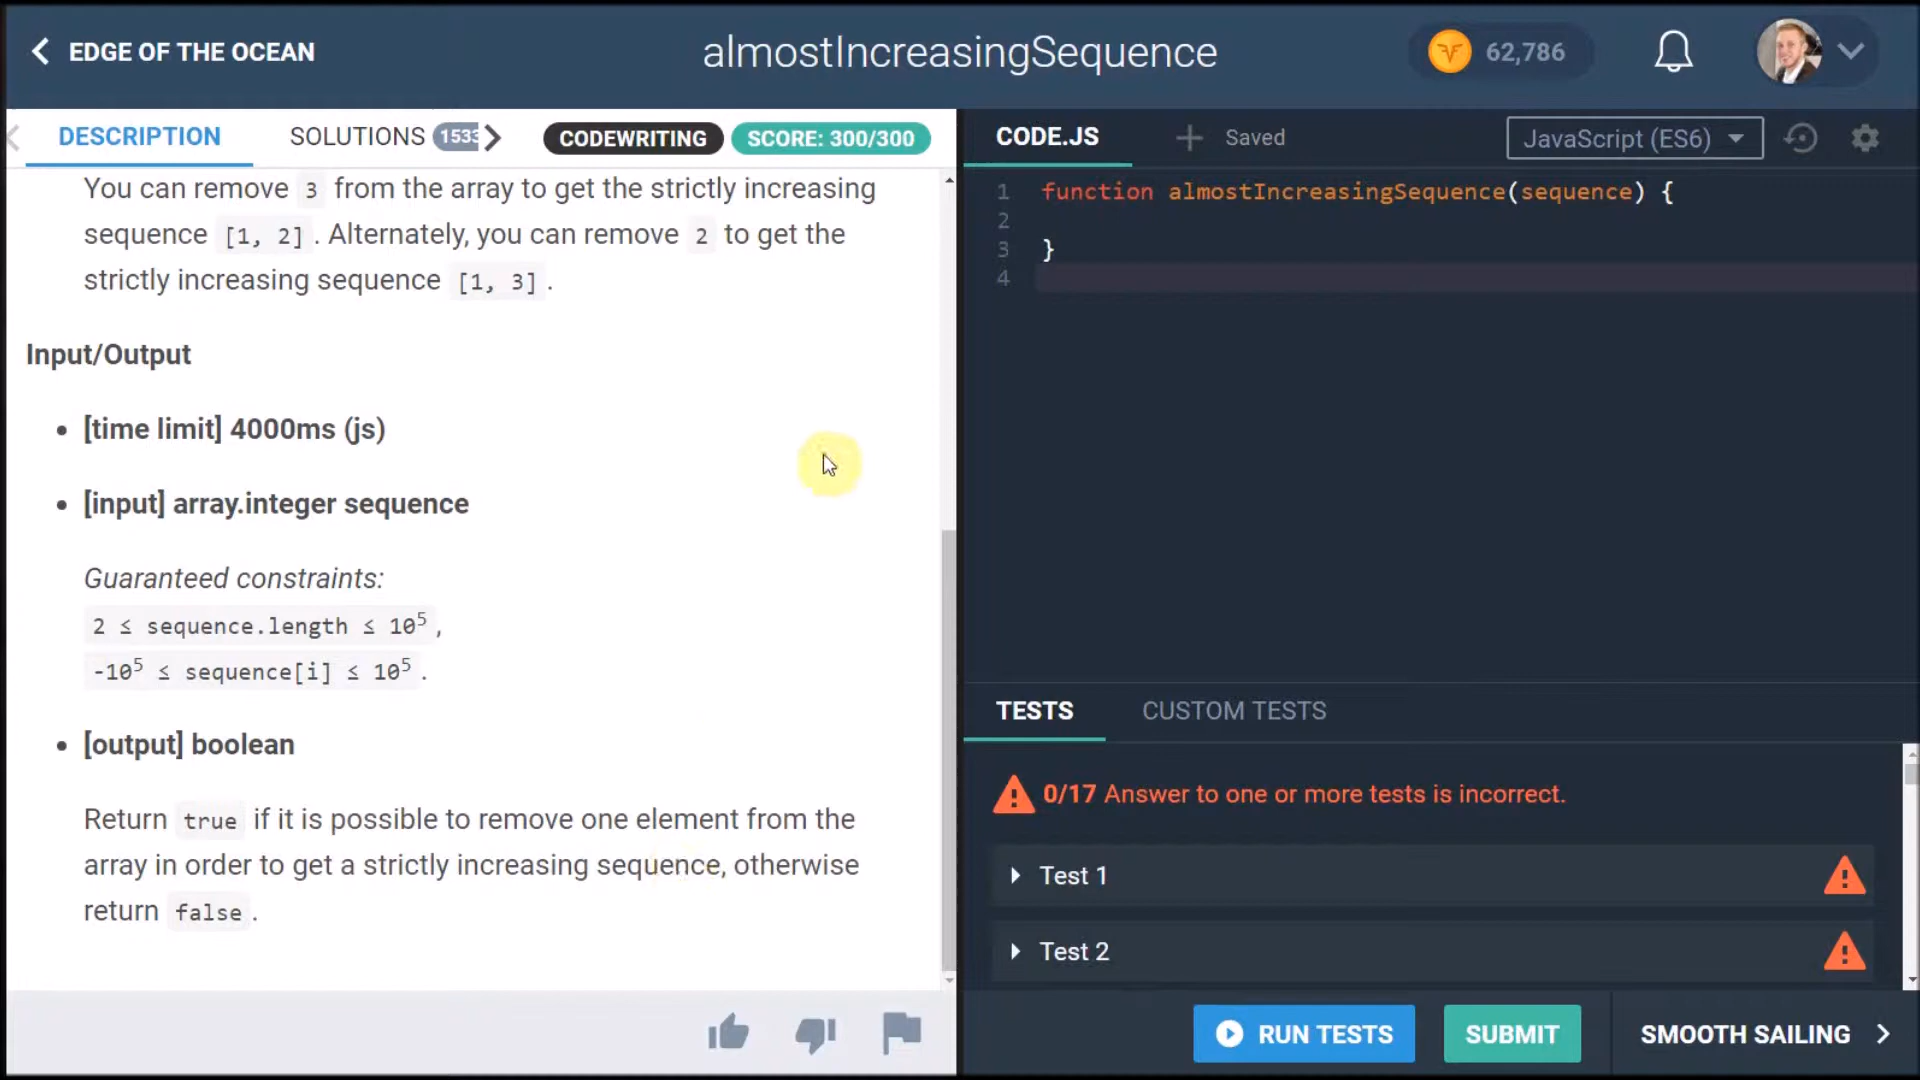 EDGE OF THE OCEAN
almostIncreasingSequence
62,786
DESCRIPTION
SOLUTIONS 1533
CODEWRITING
SCORE: 300/300
You can remove 3 from the array to get the strictly increasing
sequence [1, 2]. Alternately, you can remove 2 to get the
strictly increasing sequence [1, 3].
Input/Output
• [time limit] 4000ms (js)
• [input] array.integer sequence
Guaranteed constraints:
2 ≤ sequence.length ≤ 10⁵,
-10⁵ ≤ sequence[i] ≤ 10⁵.
• [output] boolean
Return true if it is possible to remove one element from the
array in order to get a strictly increasing sequence, otherwise
return false.
CODE.JS
Saved
JavaScript (ES6)
1 function almostIncreasingSequence(sequence) {
2
3 }
4
TESTS
CUSTOM TESTS
0/17 Answer to one or more tests is incorrect.
Test 1
Test 2
RUN TESTS
SUBMIT
SMOOTH SAILING